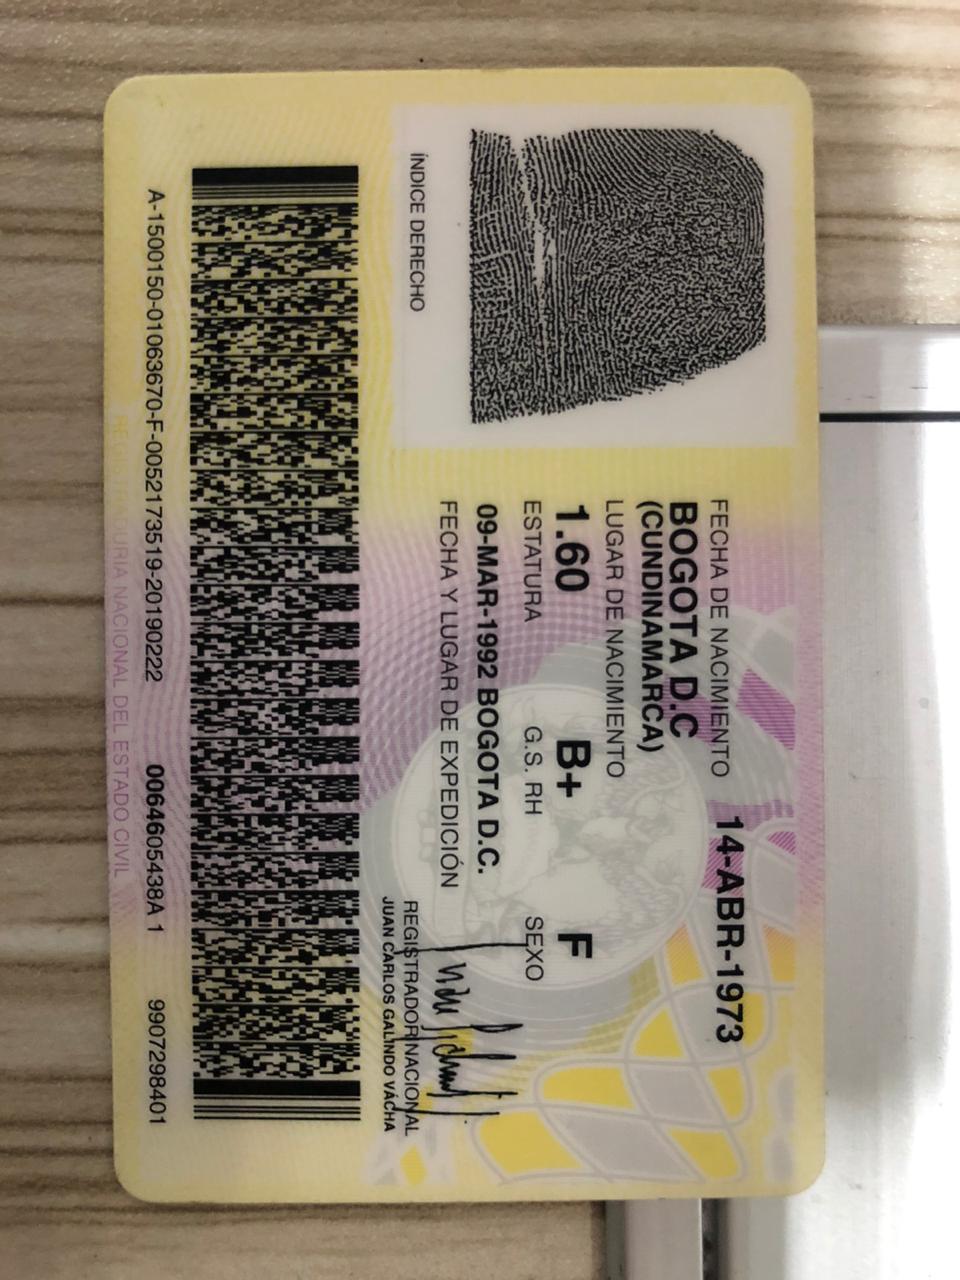 FECHA DE NACIMIENTO 14-ABR-1973
BOGOTA D.C
(CUNDINAMARCA)
LUGAR DE NACIMIENTO
1.60 B+ F
ESTATURA G.S. RH SEXO
09-MAR-1992 BOGOTA D.C.
FECHA Y LUGAR DE EXPEDICIÓN
ÍNDICE DERECHO
REGISTRADOR NACIONAL
JUAN CARLOS GALINDO VÁCHA
A-1500150-01063670-F-0052173519-20190222 0064605438A 1 9907298401
REGISTRADURIA NACIONAL DEL ESTADO CIVIL